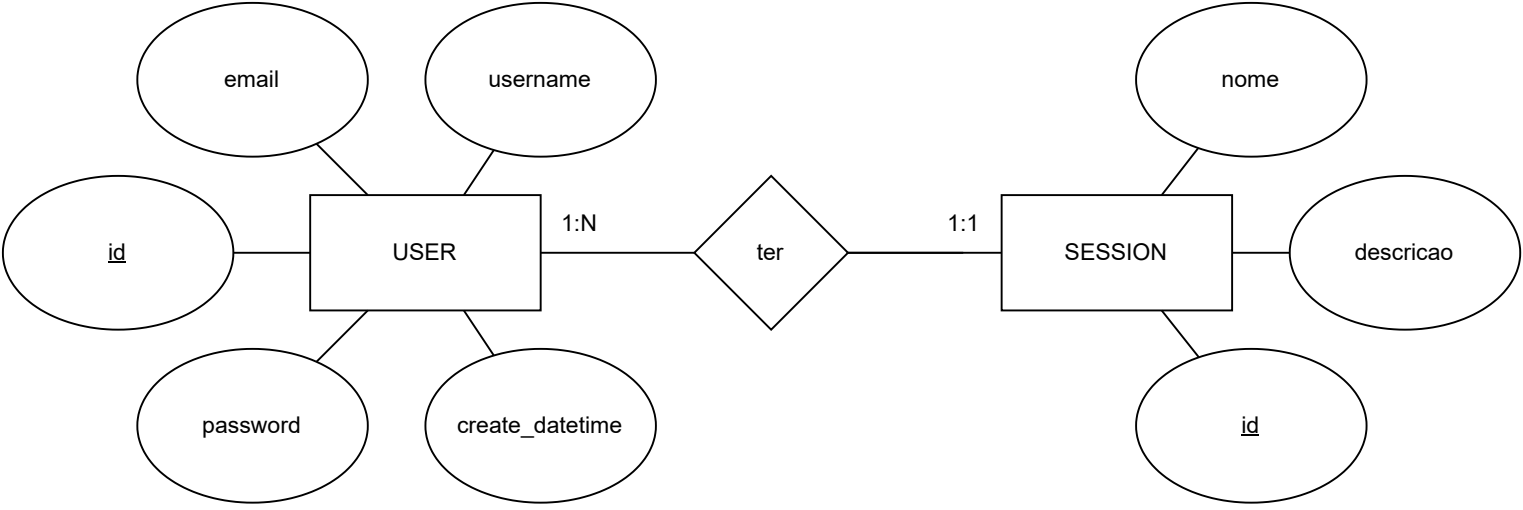 email
username
nome
id
USER
1:N
ter
1:1
SESSION
descricao
password
create_datetime
id